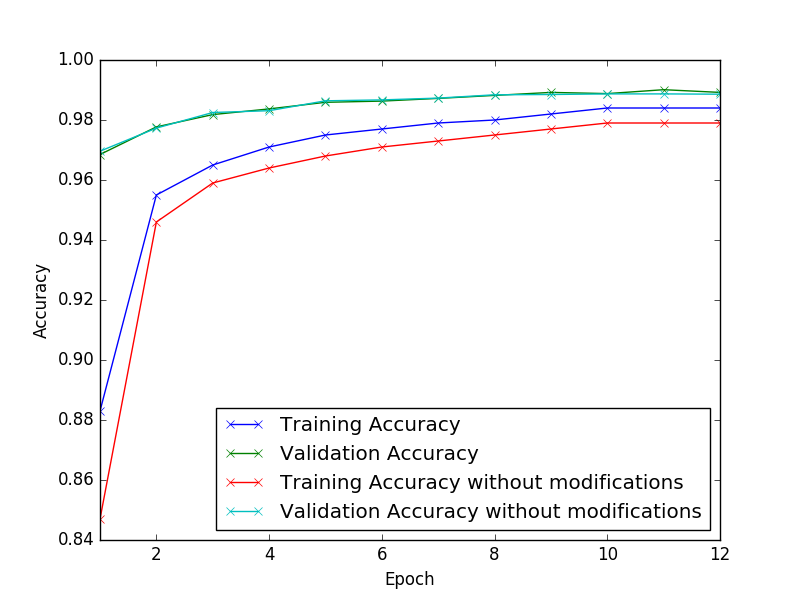 1.00
0.98
0.96
0.94
0.92
0.90
0.88
0.86
0.84
Accuracy
Training Accuracy
Validation Accuracy
Training Accuracy without modifications
Validation Accuracy without modifications
2 4 6 8 10 12
Epoch